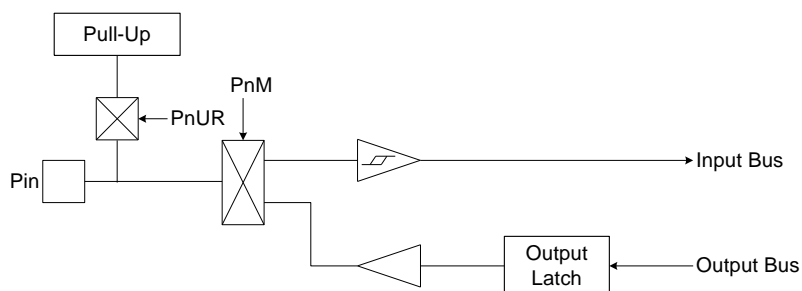 Pull-Up
PnM
PnUR
Pin
Input Bus
Output
Latch
Output Bus